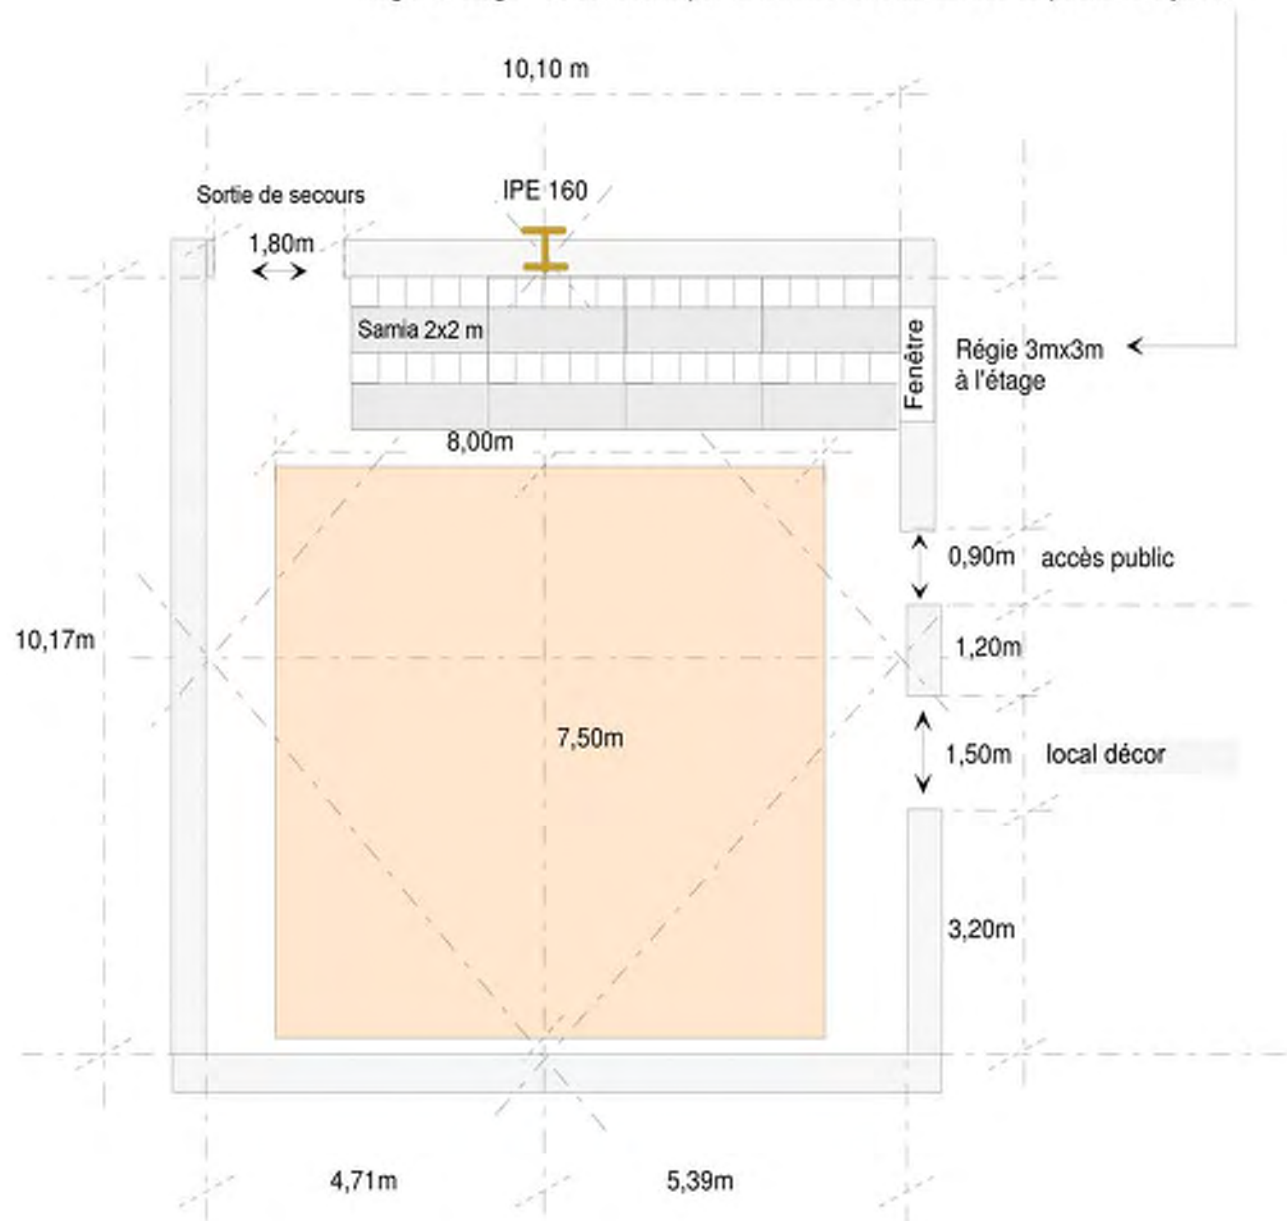 10,10 m
Sortie de secours
IPE 160
1,80m
Samia 2x2 m
Fenêtre
Régie 3mx3m
à l'étage
8,00m
0,90m accès public
10,17m
1,20m
7,50m
1,50m local décor
3,20m
4,71m
5,39m